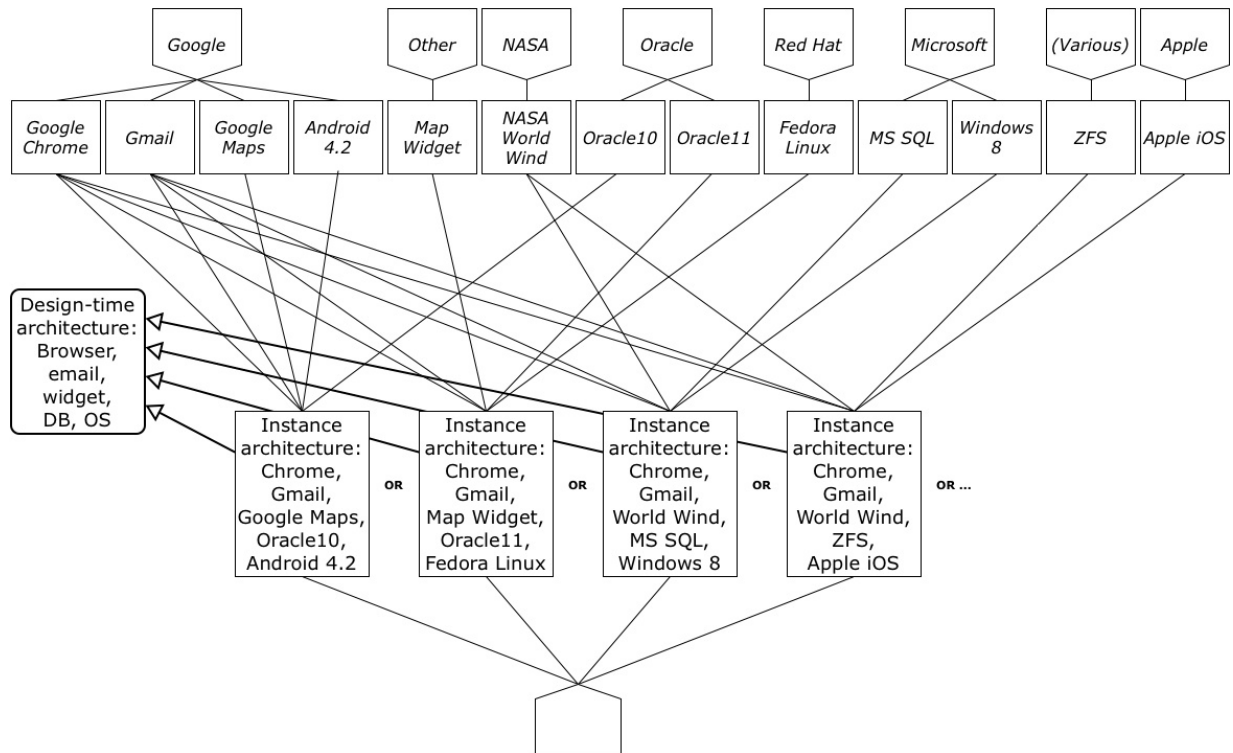 Google
Other
NASA
Oracle
Red Hat
Microsoft
(Various)
Apple
Google
Chrome
Gmail
Google
Maps
Android
4.2
Map
Widget
NASA
World
Wind
Oracle10
Oracle11
Fedora
Linux
MS SQL
Windows
8
ZFS
Apple iOS
Design-time
architecture:
Browser,
email,
widget,
DB, OS
Instance
architecture:
Chrome,
Gmail,
Google Maps,
Oracle10,
Android 4.2
OR
Instance
architecture:
Chrome,
Gmail,
Map Widget,
Oracle11,
Fedora Linux
OR
Instance
architecture:
Chrome,
Gmail,
World Wind,
MS SQL,
Windows 8
OR
Instance
architecture:
Chrome,
Gmail,
World Wind,
ZFS,
Apple iOS
OR ...